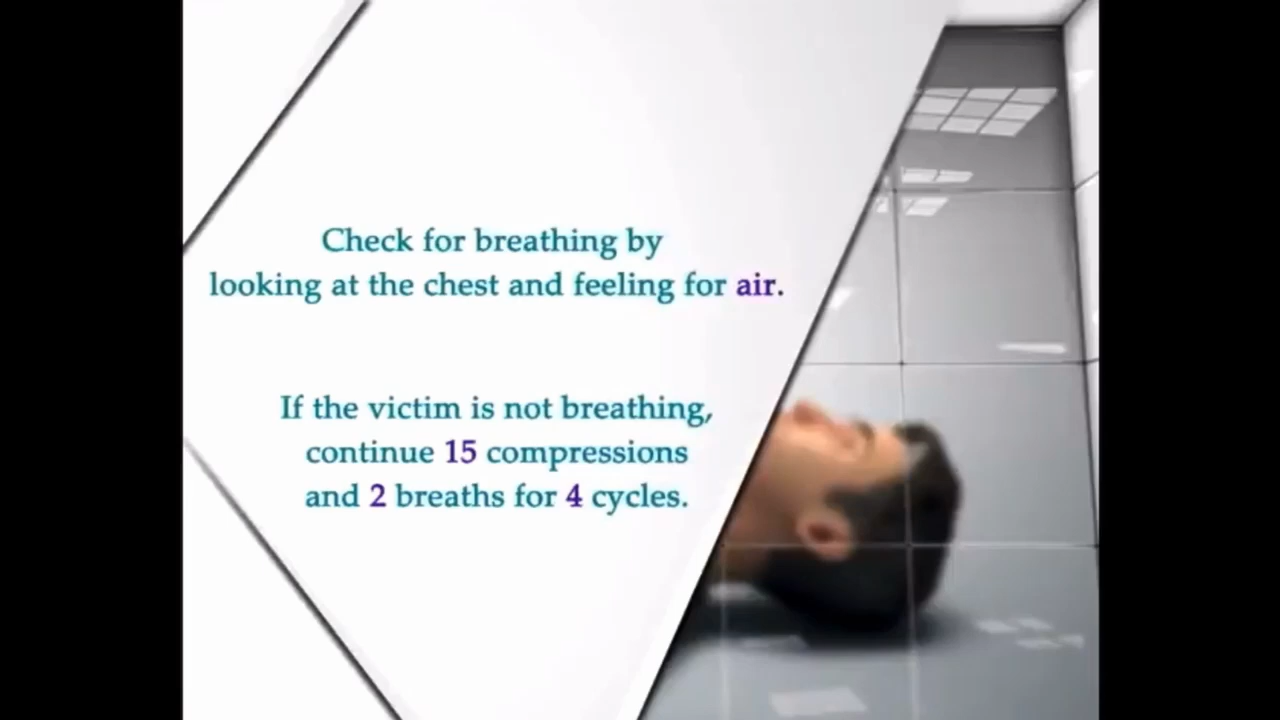 Check for breathing by
looking at the chest and feeling for air.
If the victim is not breathing,
continue 15 compressions
and 2 breaths for 4 cycles.